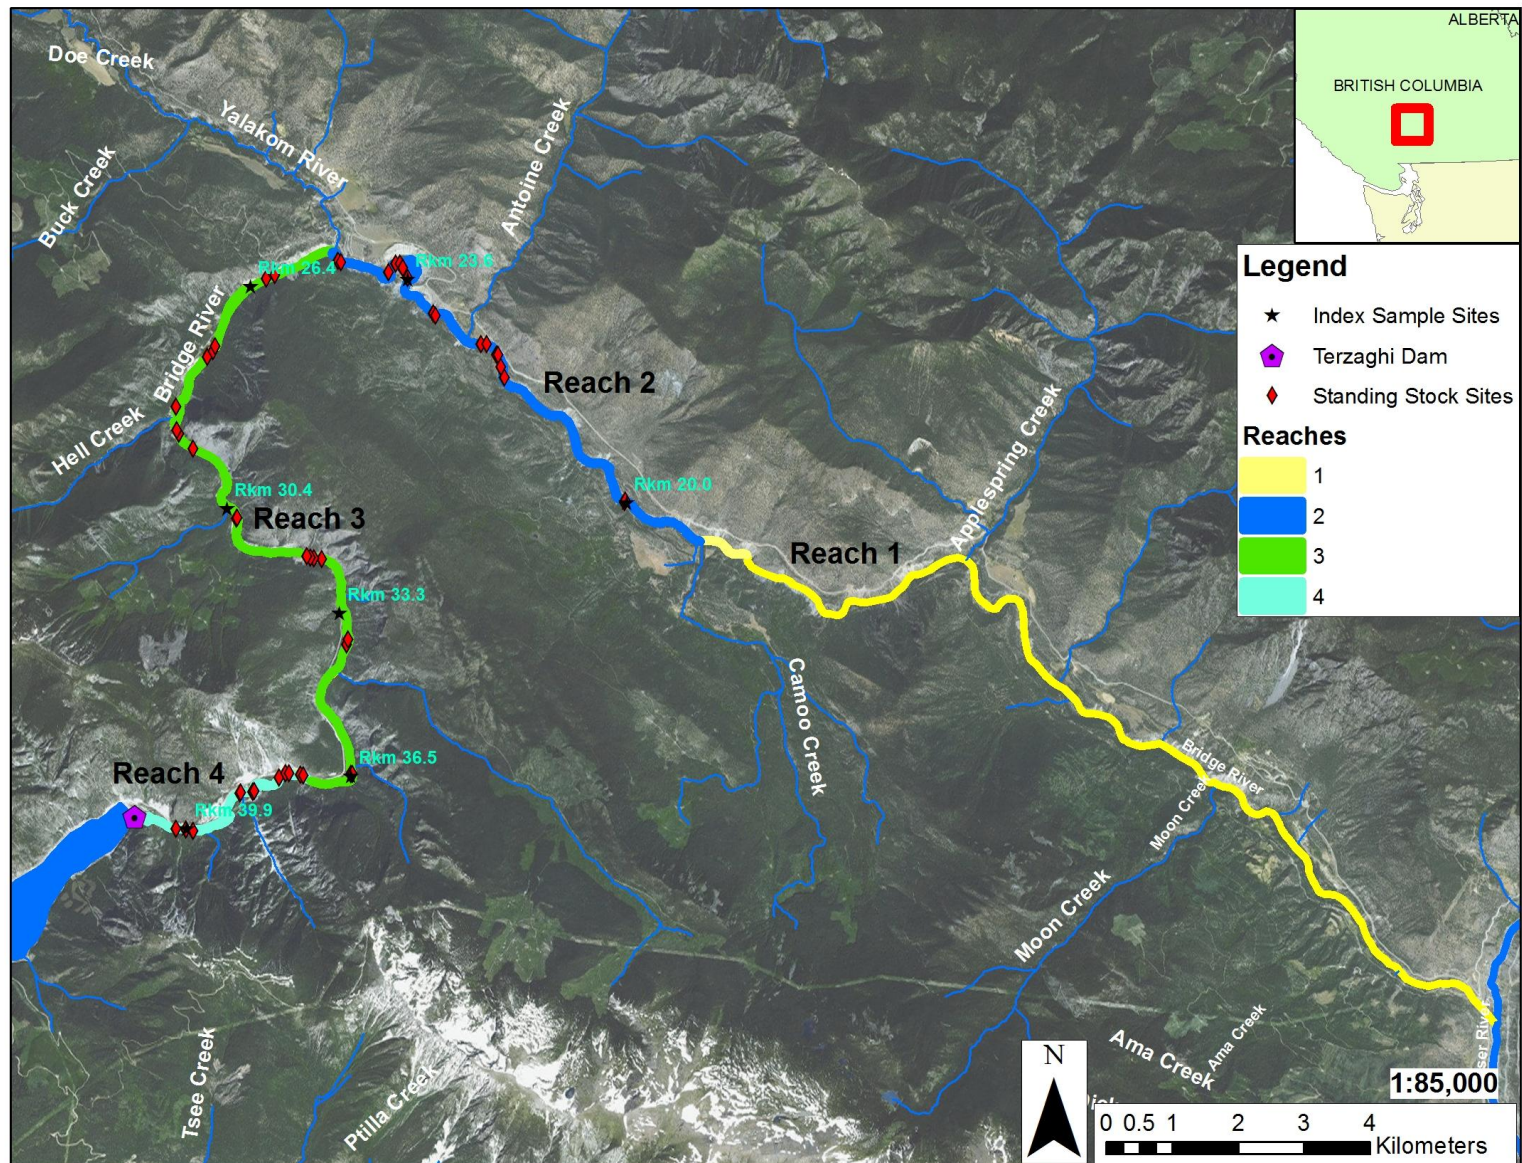 ALBERTA
BRITISH COLUMBIA
Doe Creek
Yalakom River
Buck Creek
Antoine Creek
Rkm 26.4
Rkm 23.6
Bridge River
Hell Creek
Reach 2
Legend
Index Sample Sites
Terzaghi Dam
Standing Stock Sites
Reaches
1
2
3
4
Rkm 30.4
Reach 3
Rkm 20.0
Reach 1
Applespring Creek
Rkm 33.3
Camoo Creek
Rkm 36.5
Reach 4
Rkm 39.9
Bridge River
Moon Creek
Moon Creek
Ama Creek
Ama Creek
Tsee Creek
Ptilla Creek
N
1:85,000
0 0.5 1 2 3 4
Kilometers